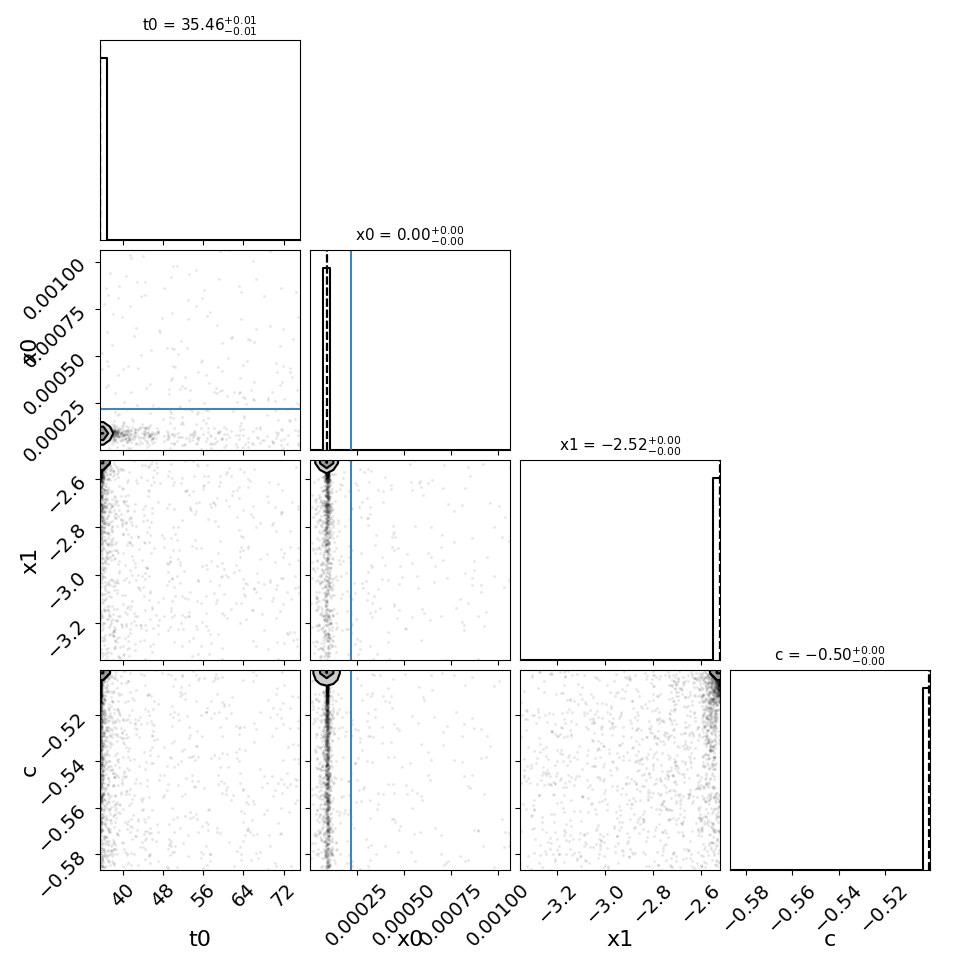 t0 = 35.46+0.01−0.01
x0 = 0.00+0.00−0.00
0.00100
0.00075
0.00050
0.00025
x0
x1 = −2.52+0.00−0.00
−2.6
−2.8
−3.0
−3.2
x1
c = −0.50+0.00−0.00
−0.52
−0.54
−0.56
−0.58
c
40 48 56 64 72
0.00025 0.00050 0.00075 0.00100
−3.2 −3.0 −2.8 −2.6
−0.58 −0.56 −0.54 −0.52
t0 x0 x1 c